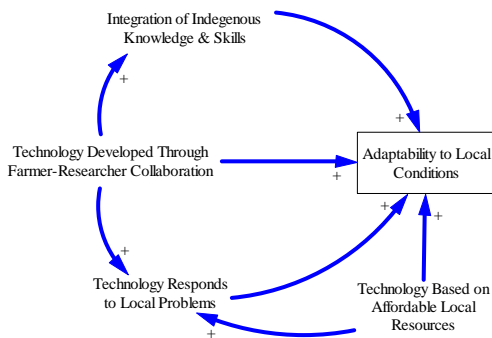 Integration of Indegenous
Knowledge & Skills
+
+
Technology Developed Through
Farmer-Researcher Collaboration
+
Adaptability to Local
Conditions
+
+
+
Technology Responds
to Local Problems
Technology Based on
Affordable Local
Resources
+